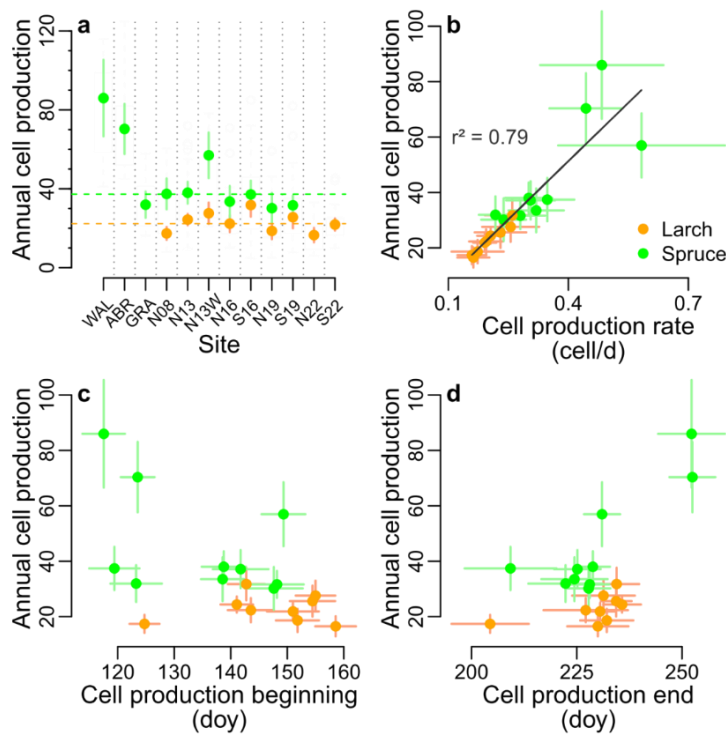 a
Annual cell production
0
40
80
120
WAL
ABR
GRA
N08
N13
N13W
N16
S16
N19
S19
N22
S22
Site
b
Annual cell production
20
40
60
80
100
r² = 0.79
Larch
Spruce
0.1
0.4
0.7
Cell production rate
(cell/d)
c
Annual cell production
20
40
60
80
100
120
130
140
150
160
Cell production beginning
(doy)
d
Annual cell production
20
40
60
80
100
200
225
250
Cell production end
(doy)